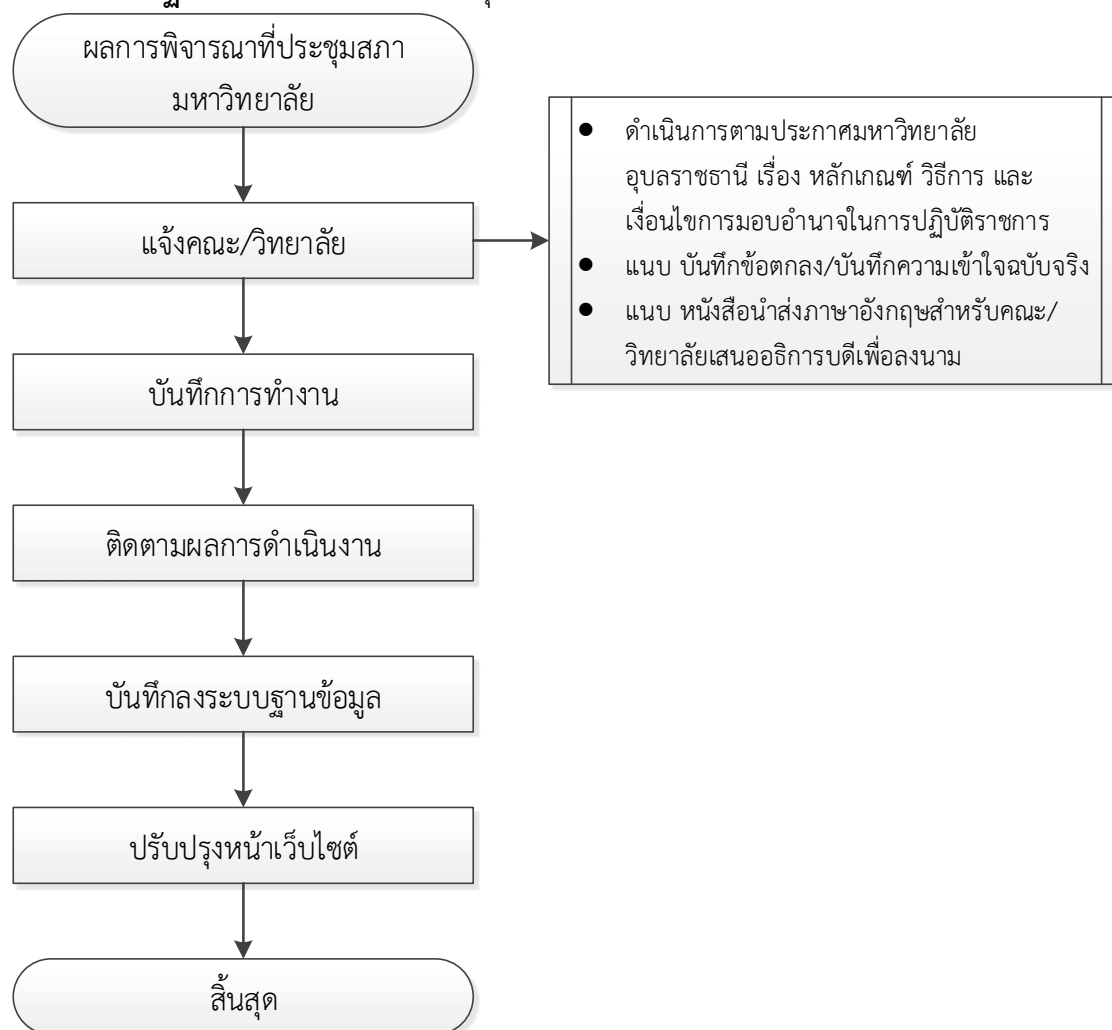 ผลการพิจารณาที่ประชุมสภา
มหาวิทยาลัย
แจ้งคณะ/วิทยาลัย
● ดำเนินการตามประกาศมหาวิทยาลัย
อุบลราชธานี เรื่อง หลักเกณฑ์ วิธีการ และ
เงื่อนไขการมอบอำนาจในการปฏิบัติราชการ
● แนบ บันทึกข้อตกลง/บันทึกความเข้าใจฉบับจริง
● แนบ หนังสือนำส่งภาษาอังกฤษสำหรับคณะ/
วิทยาลัยเสนออธิการบดีเพื่อลงนาม
บันทึกการทำงาน
ติดตามผลการดำเนินงาน
บันทึกลงระบบฐานข้อมูล
ปรับปรุงหน้าเว็บไซต์
สิ้นสุด